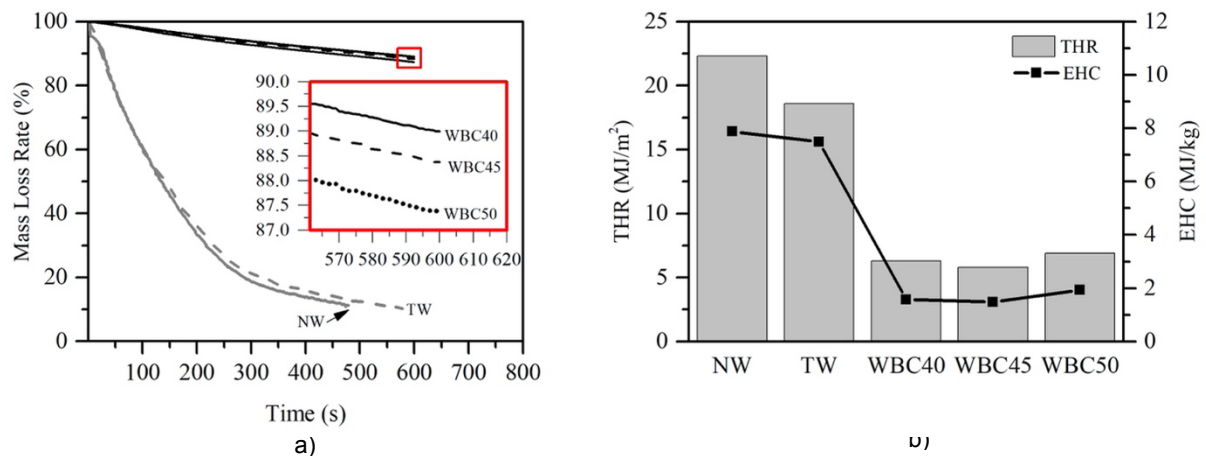 100
80
60
40
20
0
Mass Loss Rate (%)
90.0
89.5
89.0
88.5
88.0
87.5
87.0
WBC40
WBC45
WBC50
570 580 590 600 610 620
NW
TW
100 200 300 400 500 600 700 800
Time (s)
a)
25
20
15
10
5
0
THR (MJ/m²)
THR
EHC
12
10
8
6
4
2
0
EHC (MJ/kg)
NW TW WBC40 WBC45 WBC50
b)